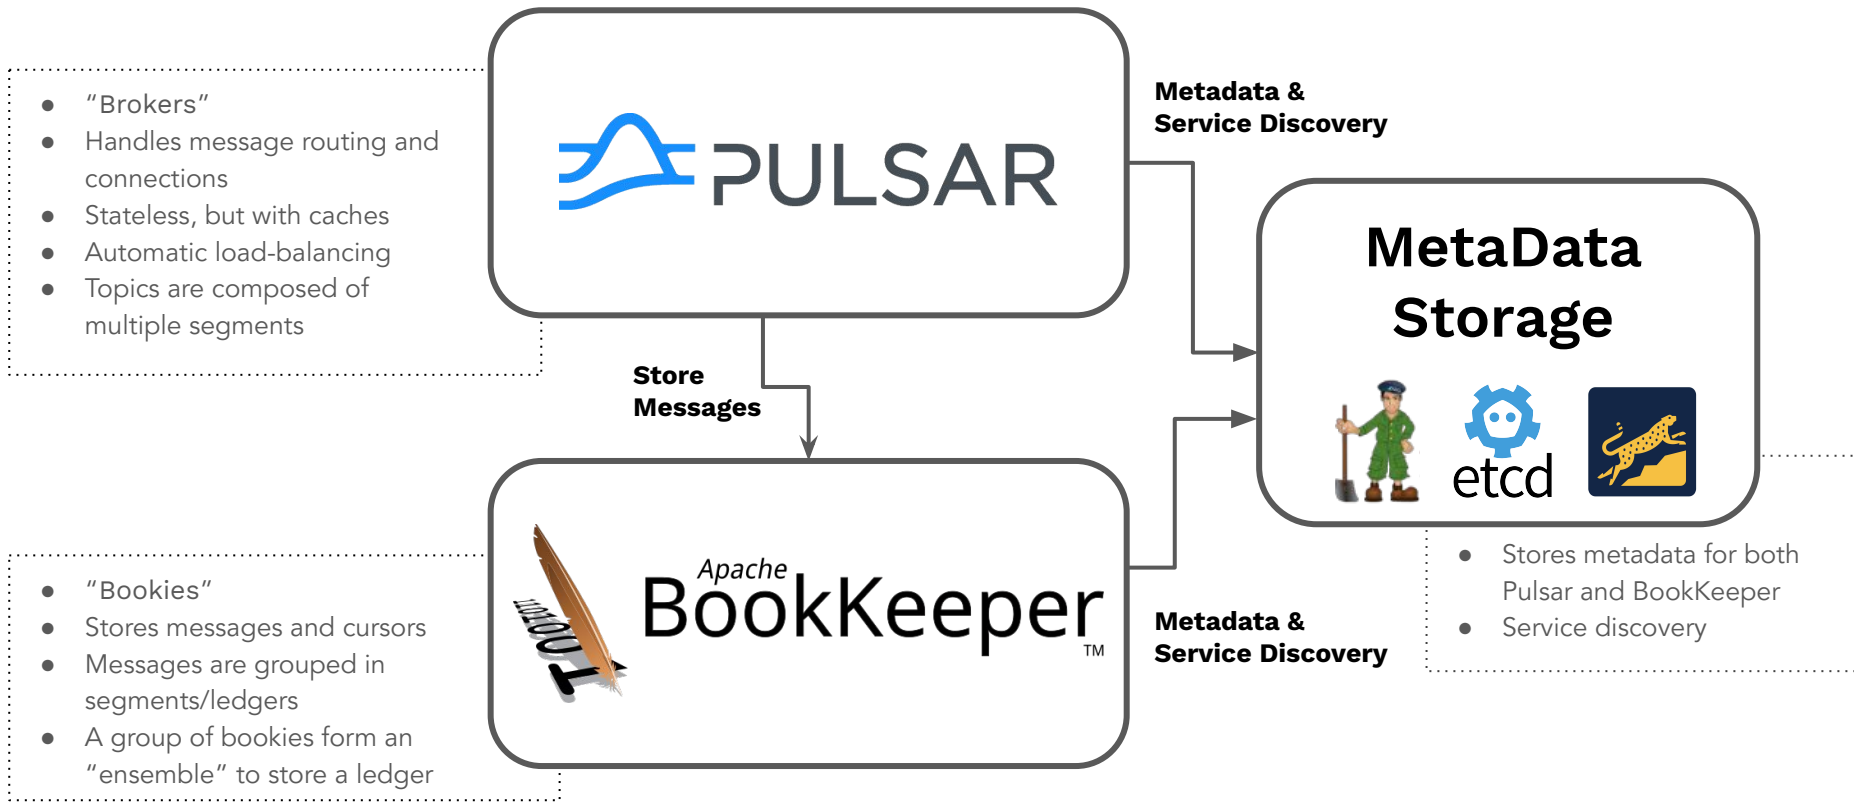 ● “Brokers”
● Handles message routing and
connections
● Stateless, but with caches
● Automatic load-balancing
● Topics are composed of
multiple segments
PULSAR
Metadata &
Service Discovery
MetaData
Storage
etcd
Store
Messages
● “Bookies”
● Stores messages and cursors
● Messages are grouped in
segments/ledgers
● A group of bookies form an
“ensemble” to store a ledger
Apache
BookKeeper
TM
Metadata &
Service Discovery
● Stores metadata for both
Pulsar and BookKeeper
● Service discovery